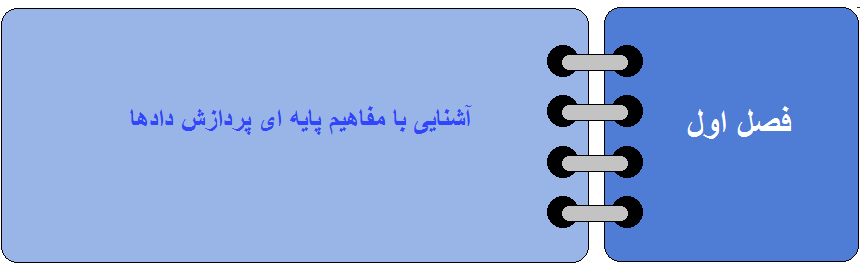 فصل اول
آشنایی با مفاهیم پایه ای پردازش دادها